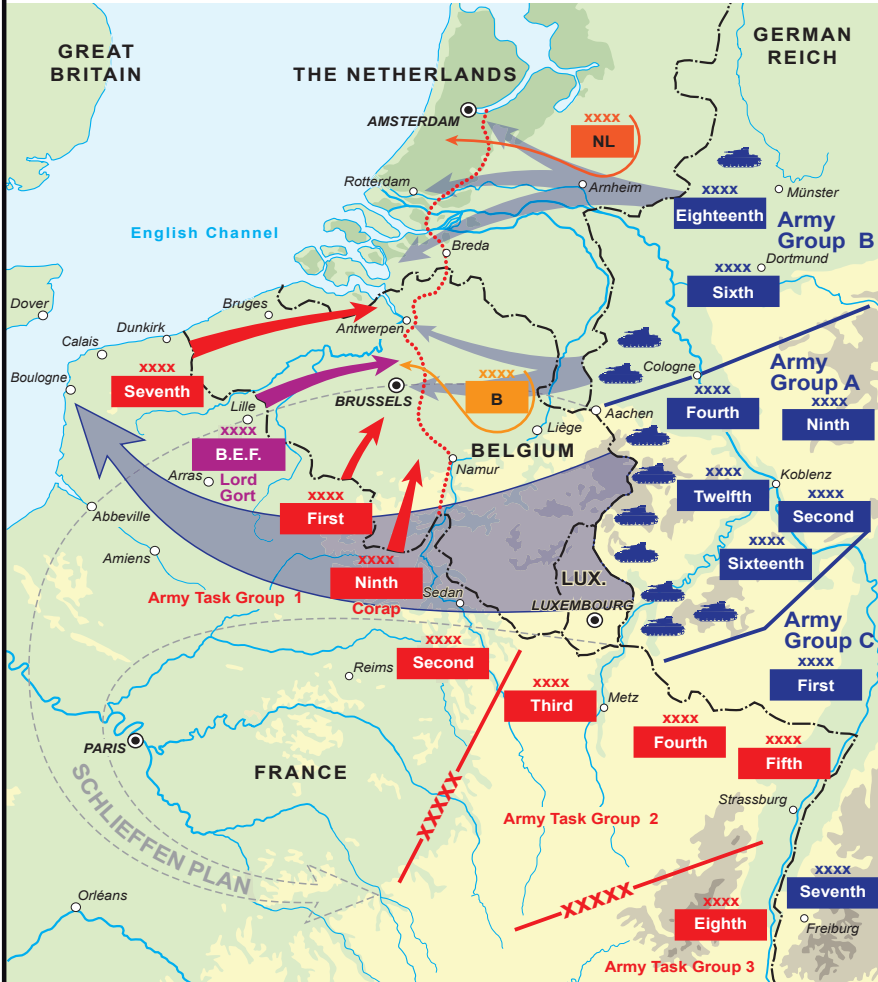 GREAT
BRITAIN
GERMAN
REICH
THE NETHERLANDS
AMSTERDAM
XXXX
NL
Rotterdam
Arnheim
XXXX
Eighteenth
Münster
Army
Group B
English Channel
Breda
Dortmund
XXXX
Sixth
Dover
Bruges
Dunkirk
Antwerpen
Calais
Boulogne
XXXX
Seventh
Cologne
Army
Group A
XXXX
B
BRUSSELS
XXXX
Fourth
XXXX
Ninth
Lille
Aachen
XXXX
B.E.F.
Lord
Gort
Liège
BELGIUM
Namur
Arras
Koblenz
XXXX
Twelfth
XXXX
First
XXXX
Second
Abbeville
Amiens
XXXX
Sixteenth
XXXX
Ninth
Corap
Army Task Group 1
Sedan
LUX.
LUXEMBOURG
Army
Group C
XXXX
Second
Reims
XXXX
First
XXXX
Third
Metz
XXXX
Fourth
XXXX
Fifth
PARIS
FRANCE
SCHLIEFFEN PLAN
XXXXX
Strassburg
Army Task Group 2
XXXX
Seventh
Orléans
XXXXX
XXXX
Eighth
Freiburg
Army Task Group 3